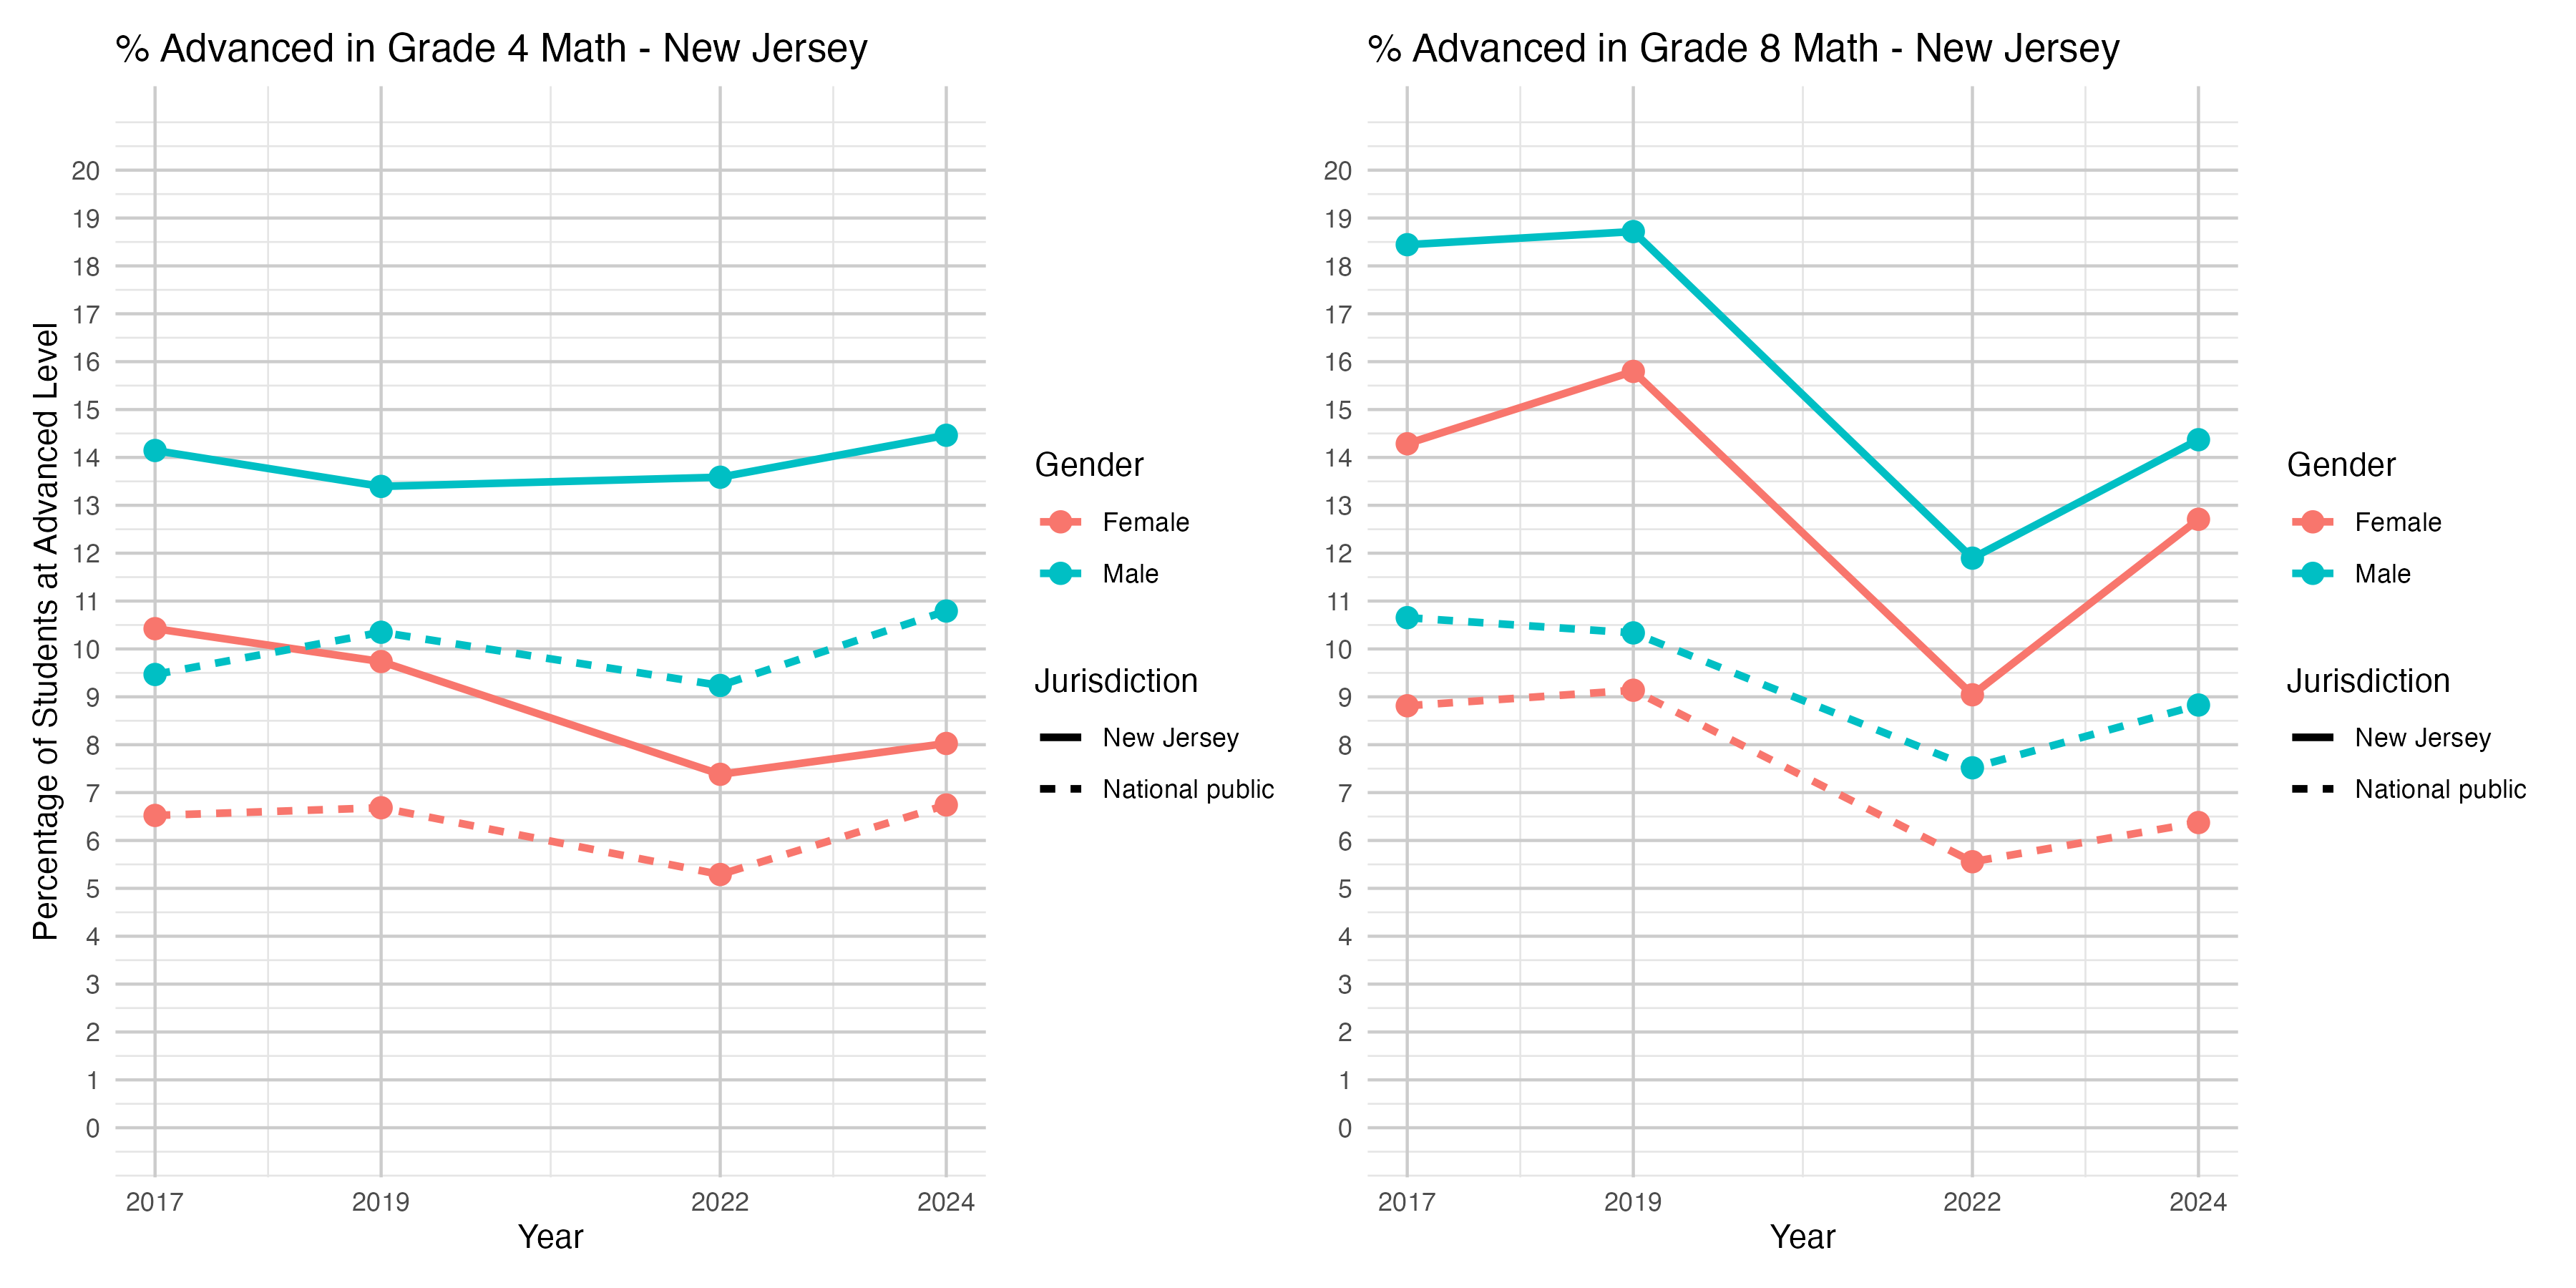 % Advanced in Grade 4 Math - New Jersey
Percentage of Students at Advanced Level
20
19
18
17
16
15
14
13
12
11
10
9
8
7
6
5
4
3
2
1
0
2017 2019 2022 2024
Year
Gender
Female
Male
Jurisdiction
New Jersey
National public
% Advanced in Grade 8 Math - New Jersey
20
19
18
17
16
15
14
13
12
11
10
9
8
7
6
5
4
3
2
1
0
2017 2019 2022 2024
Year
Gender
Female
Male
Jurisdiction
New Jersey
National public